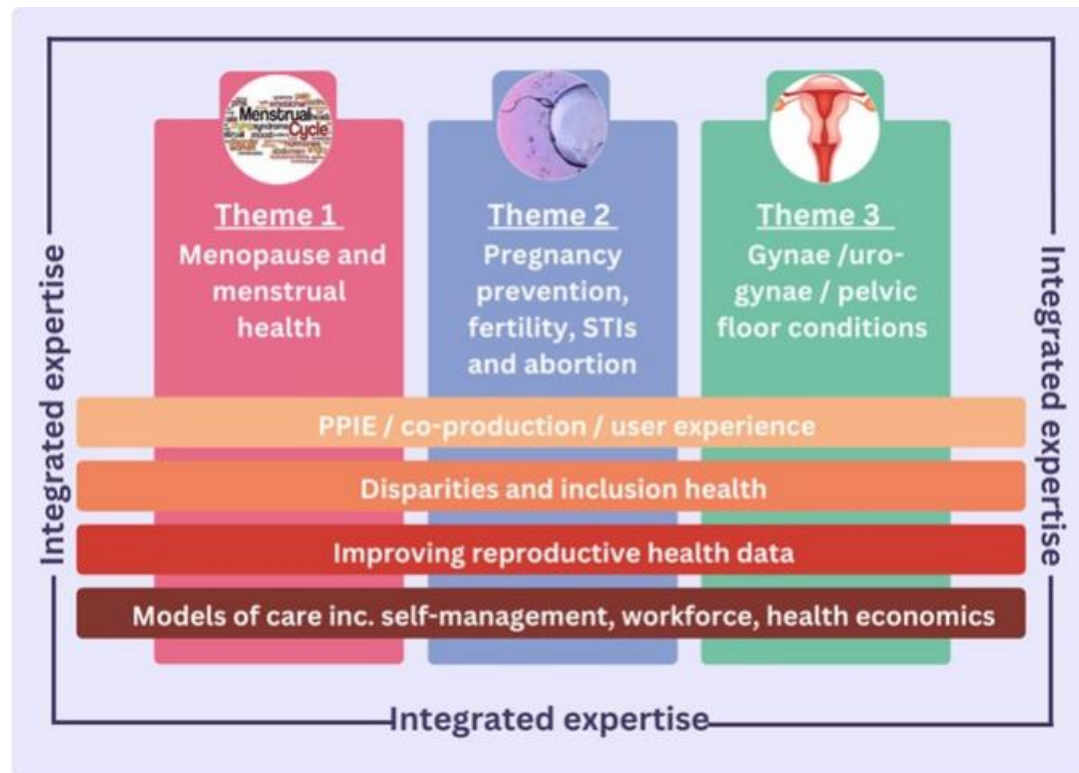 Menstrual
Cycle
Theme 1
Menopause and
menstrual
health
Theme 2
Pregnancy
prevention,
fertility, STIs
and abortion
Theme 3
Gynae /uro-
gynae / pelvic
floor conditions
PPIE / co-production / user experience
Disparities and inclusion health
Improving reproductive health data
Models of care inc. self-management, workforce, health economics
Integrated expertise
Integrated expertise
Integrated expertise